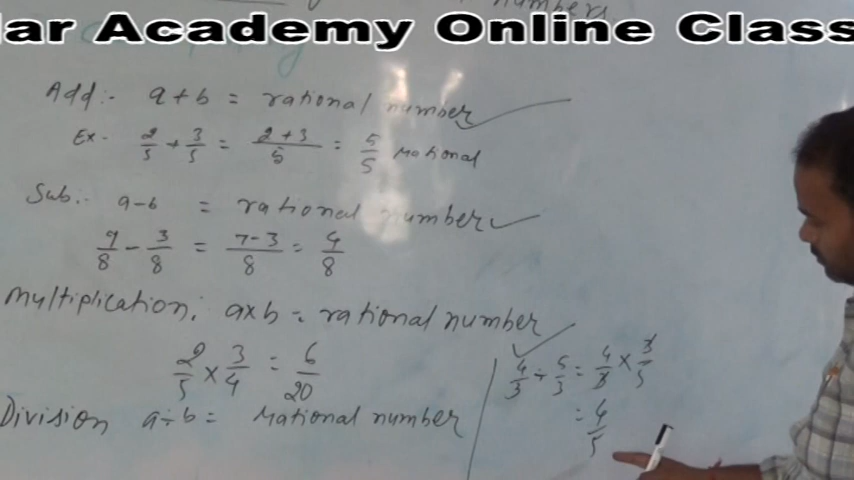 numbers
lar Academy Online Class
Add:- a + b = rational number ✓
Ex- 2/5 + 3/5 = 2+3/5 = 5/5 rational
Sub:- a-b = rational number ✓
7/8 - 3/8 = 7-3/8 = 4/8
Multiplication: a×b = rational number ✓
2/5 × 3/4 = 6/20
Division a÷b = rational number
4/3 ÷ 5/3 = 4/3 × 3/5
= 4/5